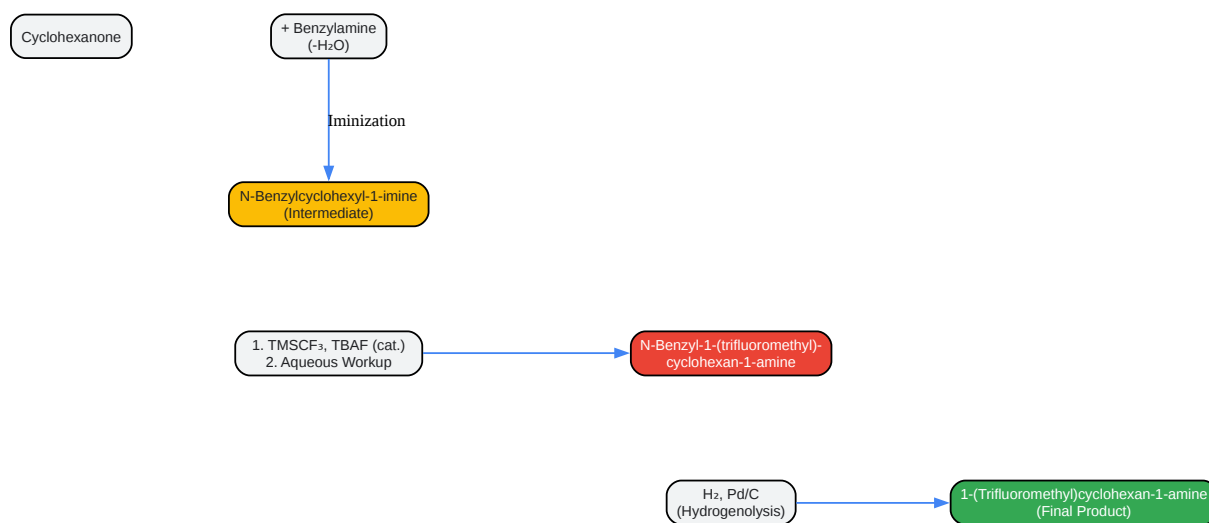 Cyclohexanone
+ Benzylamine
(-H₂O)
Iminization
N-Benzylcyclohexyl-1-imine
(Intermediate)
1. TMSCF₃, TBAF (cat.)
2. Aqueous Workup
N-Benzyl-1-(trifluoromethyl)-
cyclohexan-1-amine
H₂, Pd/C
(Hydrogenolysis)
1-(Trifluoromethyl)cyclohexan-1-amine
(Final Product)